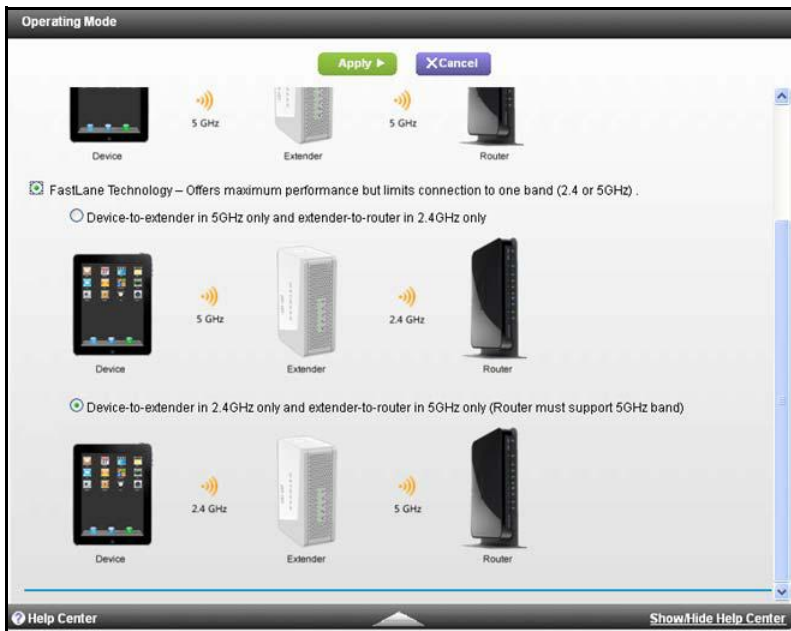 Operating Mode
Apply
Cancel
5 GHz
5 GHz
Device
Extender
Router
FastLane Technology – Offers maximum performance but limits connection to one band (2.4 or 5GHz) .
Device-to-extender in 5GHz only and extender-to-router in 2.4GHz only
5 GHz
2.4 GHz
Device
Extender
Router
Device-to-extender in 2.4GHz only and extender-to-router in 5GHz only (Router must support 5GHz band)
2.4 GHz
5 GHz
Device
Extender
Router
Help Center
Show/Hide Help Center